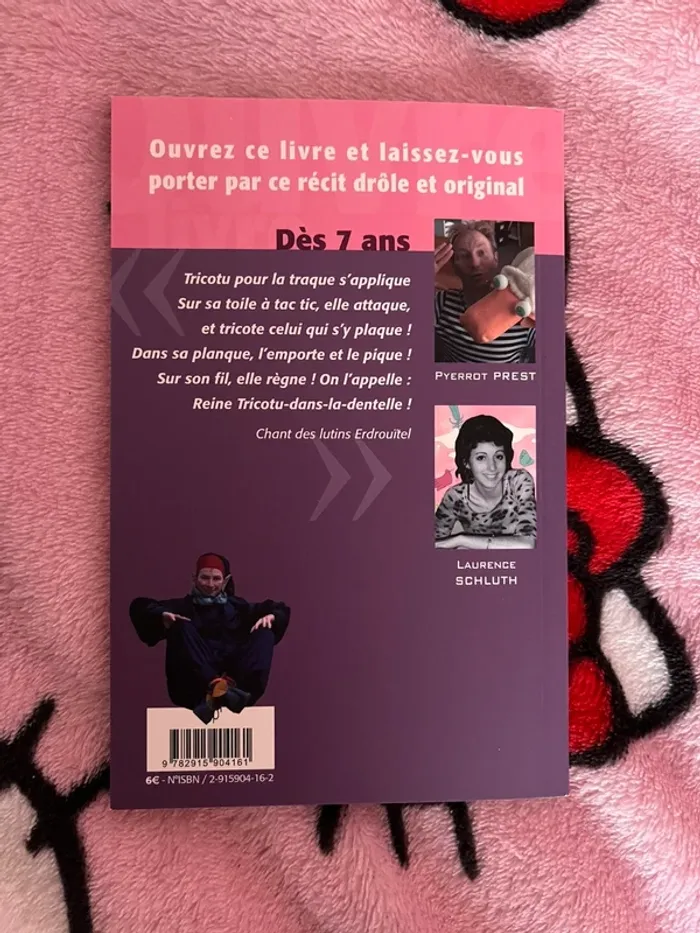 Ouvrez ce livre et laissez-vous
porter par ce récit drôle et original
Dès 7 ans
Tricotu pour la traque s'applique
Sur sa toile à tac tic, elle attaque,
et tricote celui qui s'y plaque !
Dans sa planque, l'emporte et le pique !
Sur son fil, elle règne ! On l'appelle :
Reine Tricotu-dans-la-dentelle !
Chant des lutins Erdrouïtel
PYERROT PREST
LAURENCE
SCHLUTH
9 782915 904161
6€ - N°ISBN / 2-915904-16-2